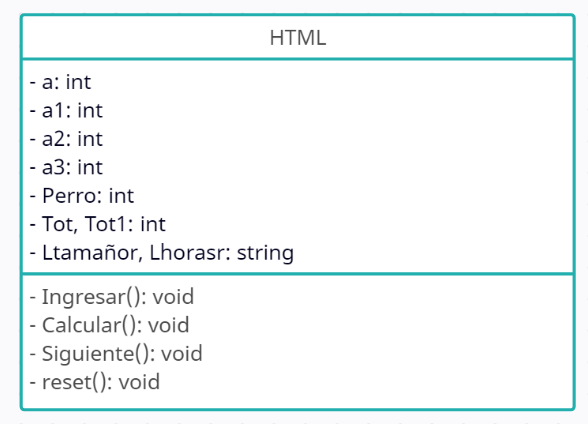 HTML
- a: int
- a1: int
- a2: int
- a3: int
- Perro: int
- Tot, Tot1: int
- Ltamañor, Lhorasr: string
- Ingresar(): void
- Calcular(): void
- Siguiente(): void
- reset(): void